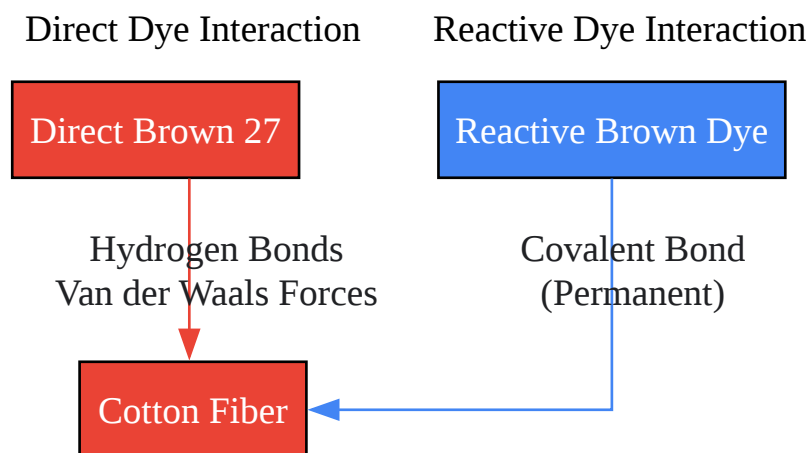 Direct Dye Interaction
Reactive Dye Interaction
Direct Brown 27
Reactive Brown Dye
Hydrogen Bonds
Van der Waals Forces
Covalent Bond
(Permanent)
Cotton Fiber